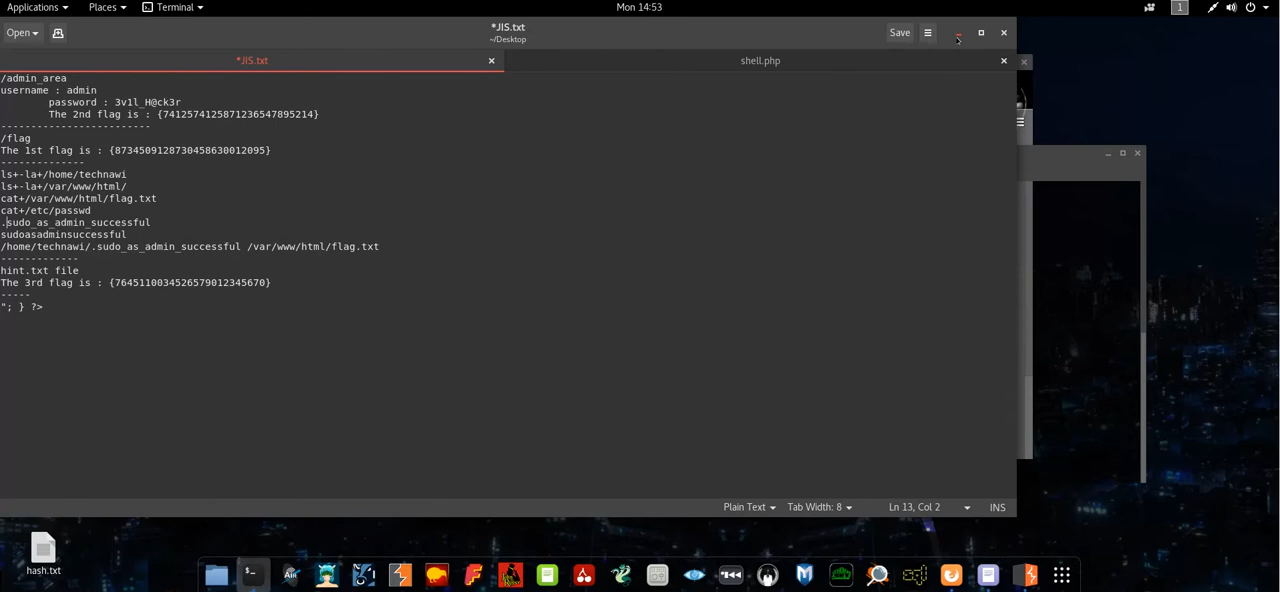 Applications Places Terminal Mon 14:53 1
*JIS.txt
~/Desktop
Open Save
*JIS.txt shell.php
/admin_area
username : admin
password : 3v1l_H@ck3r
The 2nd flag is : {7412574125871236547895214}
-------------------------
/flag
The 1st flag is : {8734509128730458630012095}
--------------
ls+-la+/home/technawi
ls+-la+/var/www/html/
cat+/var/www/html/flag.txt
cat+/etc/passwd
.sudo_as_admin_successful
sudoasadminsuccessful
/home/technawi/.sudo_as_admin_successful /var/www/html/flag.txt
-------------
hint.txt file
The 3rd flag is : {7645110034526579012345670}
-----
"; } ?>
Plain Text Tab Width: 8 Ln 13, Col 2 INS
hash.txt